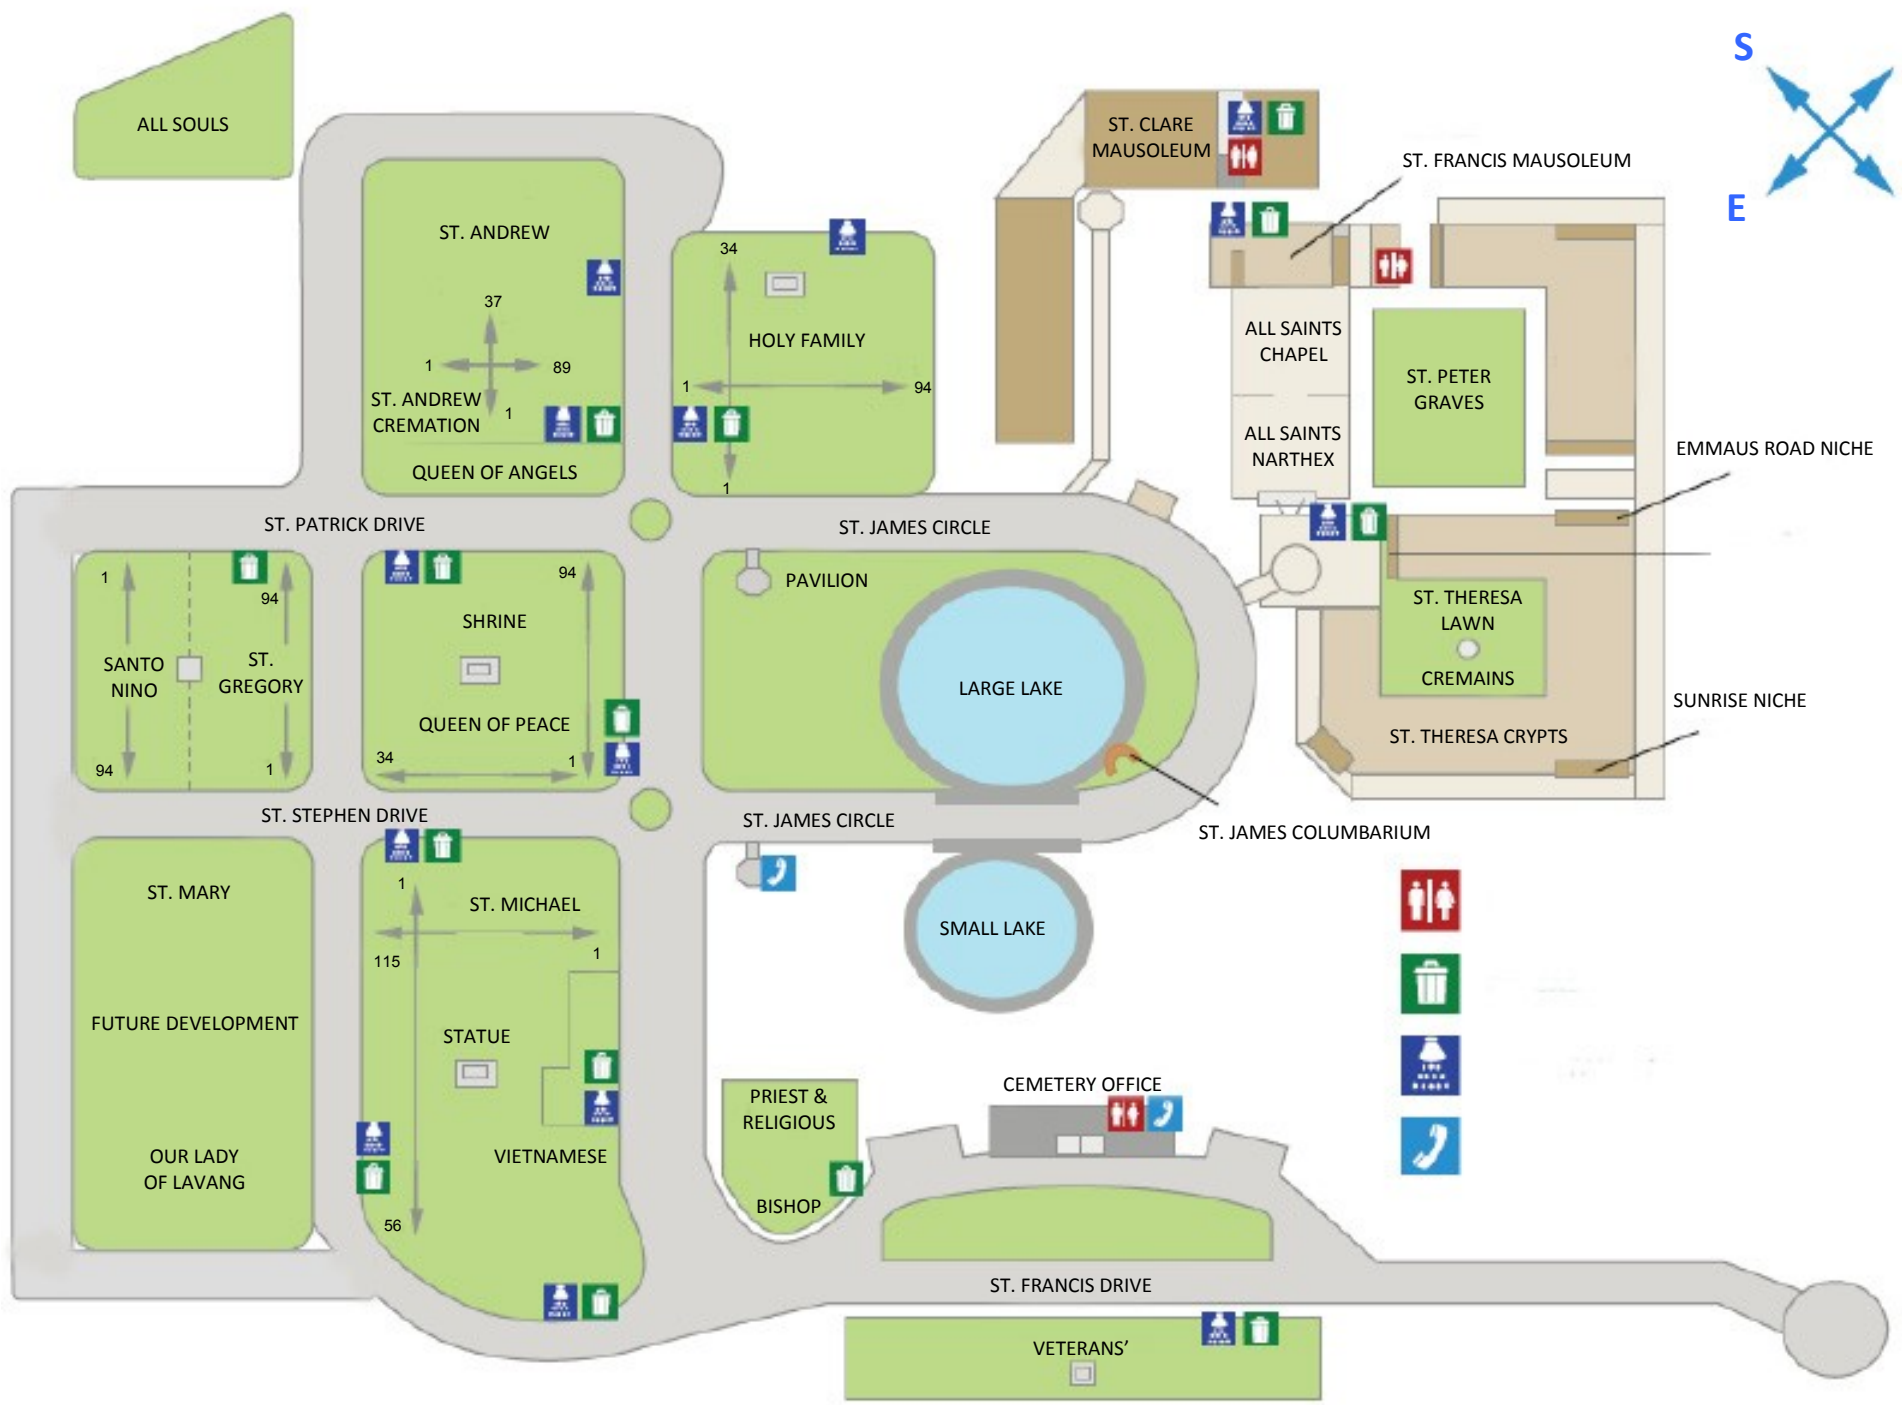 S
E
ALL SOULS
ST. CLARE
MAUSOLEUM
ST. FRANCIS MAUSOLEUM
ST. ANDREW
37
1
89
1
ST. ANDREW
CREMATION
QUEEN OF ANGELS
34
HOLY FAMILY
1
94
1
ALL SAINTS
CHAPEL
ALL SAINTS
NARTHEX
ST. PETER
GRAVES
EMMAUS ROAD NICHE
ST. PATRICK DRIVE
ST. JAMES CIRCLE
1
94
SANTO
NINO
ST.
GREGORY
94
1
94
SHRINE
QUEEN OF PEACE
34
1
PAVILION
LARGE LAKE
ST. THERESA
LAWN
CREMAINS
ST. THERESA CRYPTS
SUNRISE NICHE
ST. STEPHEN DRIVE
ST. JAMES CIRCLE
ST. JAMES COLUMBARIUM
ST. MARY
FUTURE DEVELOPMENT
OUR LADY
OF LAVANG
1
ST. MICHAEL
115
1
STATUE
VIETNAMESE
56
SMALL LAKE
PRIEST &
RELIGIOUS
BISHOP
CEMETERY OFFICE
ST. FRANCIS DRIVE
VETERANS'